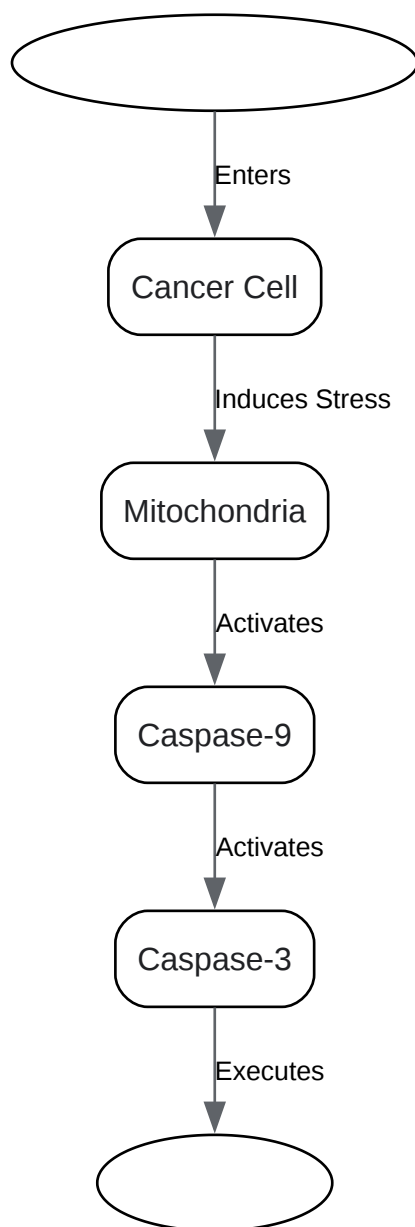 Enters
Cancer Cell
Induces Stress
Mitochondria
Activates
Caspase-9
Activates
Caspase-3
Executes